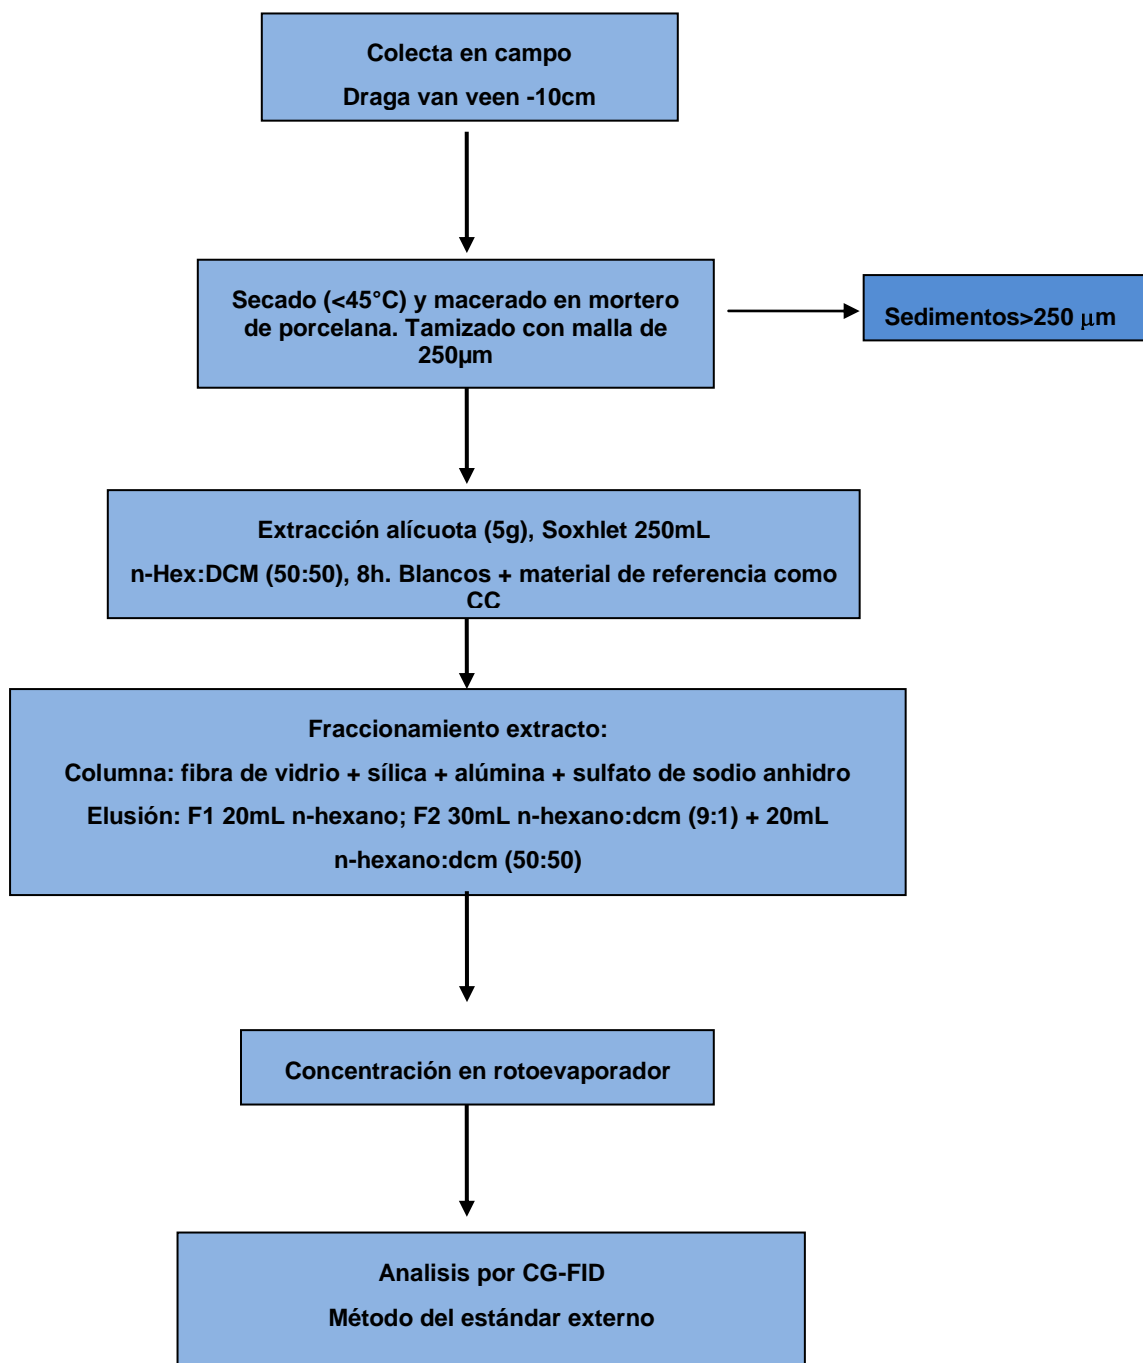 Colecta en campo
Draga van veen -10cm
Secado (<45°C) y macerado en mortero
de porcelana. Tamizado con malla de
250µm
Sedimentos>250 µm
Extracción alícuota (5g), Soxhlet 250mL
n-Hex:DCM (50:50), 8h. Blancos + material de referencia como
CC
Fraccionamiento extracto:
Columna: fibra de vidrio + sílica + alúmina + sulfato de sodio anhidro
Elusión: F1 20mL n-hexano; F2 30mL n-hexano:dcm (9:1) + 20mL
n-hexano:dcm (50:50)
Concentración en rotoevaporador
Analisis por CG-FID
Método del estándar externo